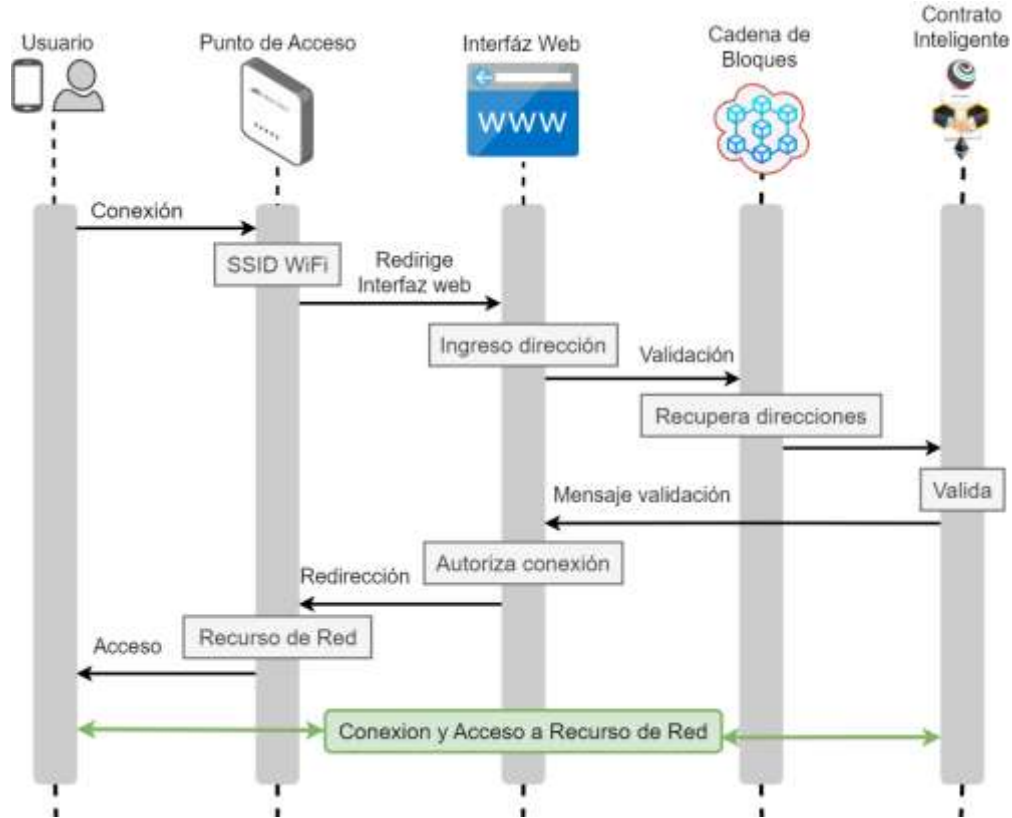 Usuario
Punto de Acceso
Interfáz Web
Cadena de
Bloques
Contrato
Inteligente
WWW
Conexión
SSID WiFi
Redirige
Interfaz web
Ingreso dirección
Validación
Recupera direcciones
Valida
Mensaje validación
Autoriza conexión
Redirección
Recurso de Red
Acceso
Conexion y Acceso a Recurso de Red